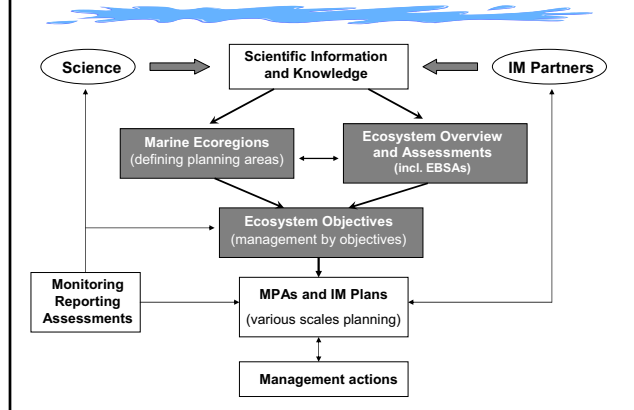 Science
Scientific Information
and Knowledge
IM Partners
Marine Ecoregions
(defining planning areas)
Ecosystem Overview
and Assessments
(incl. EBSAs)
Ecosystem Objectives
(management by objectives)
Monitoring
Reporting
Assessments
MPAs and IM Plans
(various scales planning)
Management actions